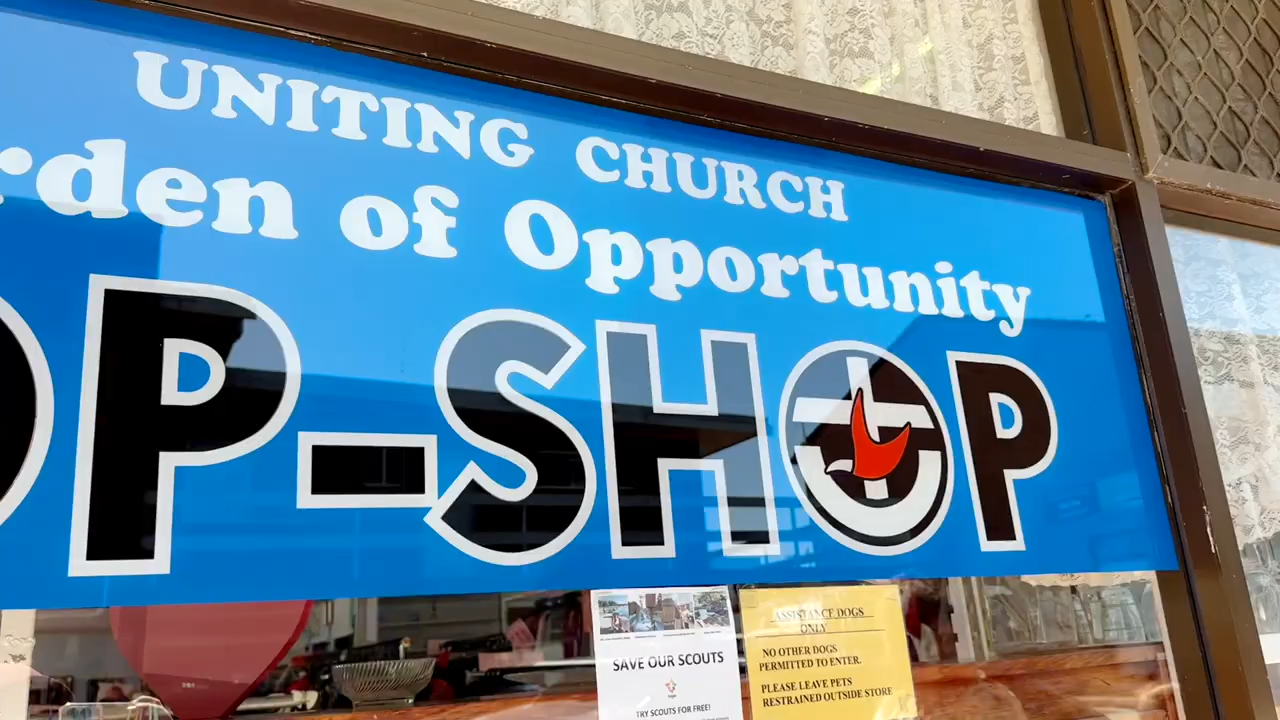 UNITING CHURCH
rden of Opportunity
OP-SHOP
SAVE OUR SCOUTS
TRY SCOUTS FOR FREE!
ASSISTANCE DOGS
ONLY
NO OTHER DOGS
PERMITTED TO ENTER.
PLEASE LEAVE PETS
RESTRAINED OUTSIDE STORE